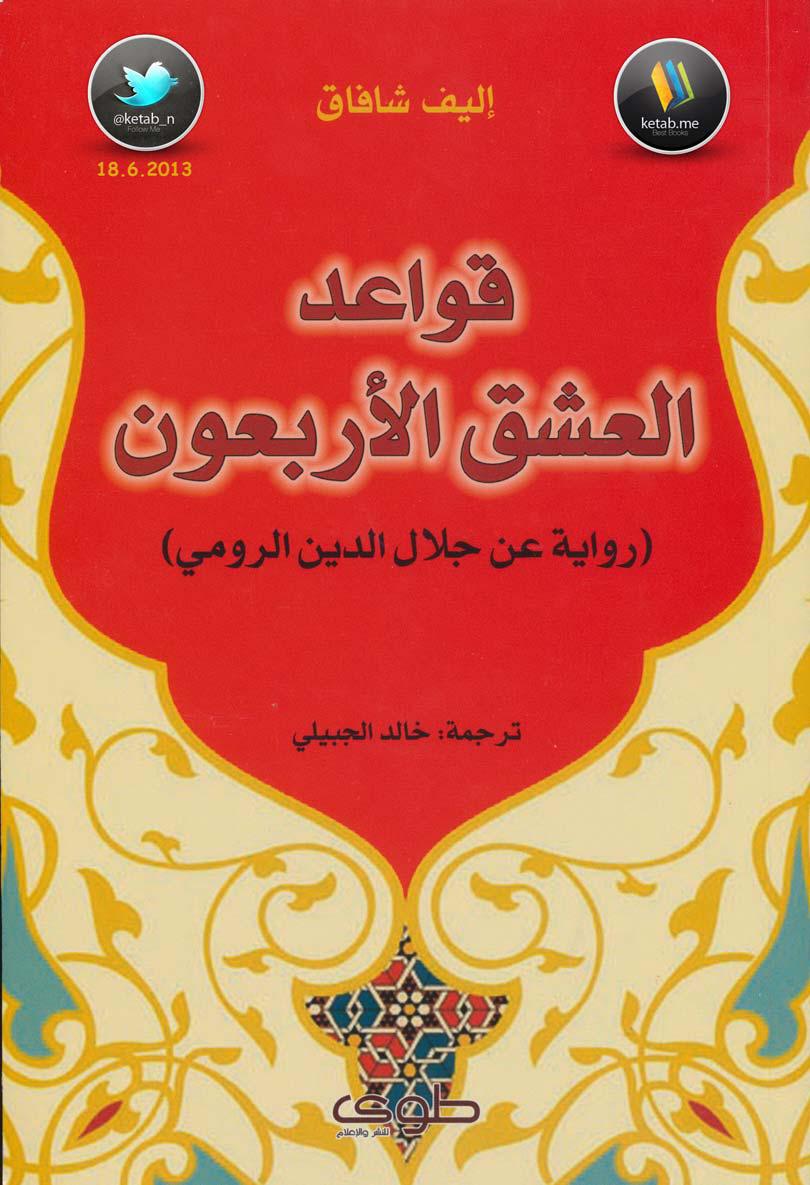 إليف شافاق
@ketab_n
Follow Me
18.6.2013
ketab.me
Best Books
قواعد
العشق الأربعون
(رواية عن جلال الدين الرومي)
ترجمة: خالد الجبيلي
طوى
للنشر والإعلام